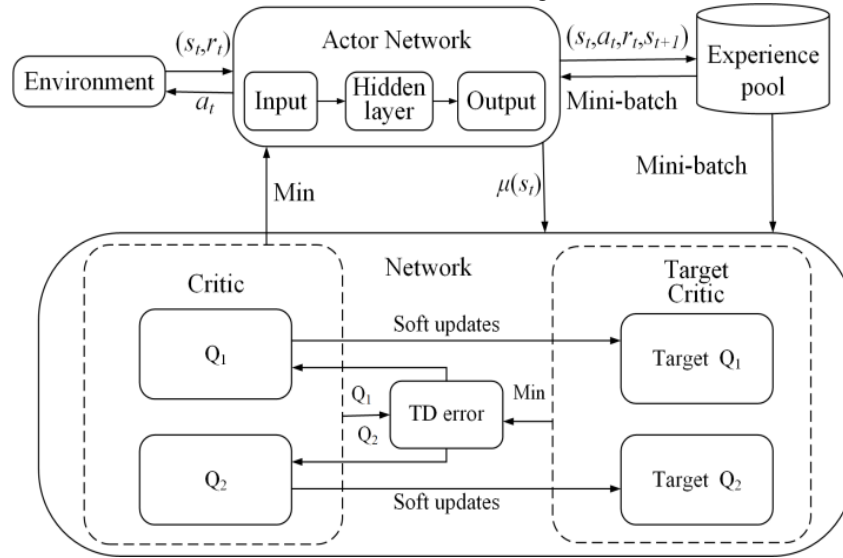 (s_t,r_t)
Environment
a_t
Actor Network
Input
Hidden
layer
Output
(s_t,a_t,r_t,s_{t+1})
Mini-batch
Experience
pool
Min
μ(s_t)
Mini-batch
Network
Critic
Target
Critic
Soft updates
Q₁
Target Q₁
Q₁
Q₂
TD error
Min
Q₂
Target Q₂
Soft updates